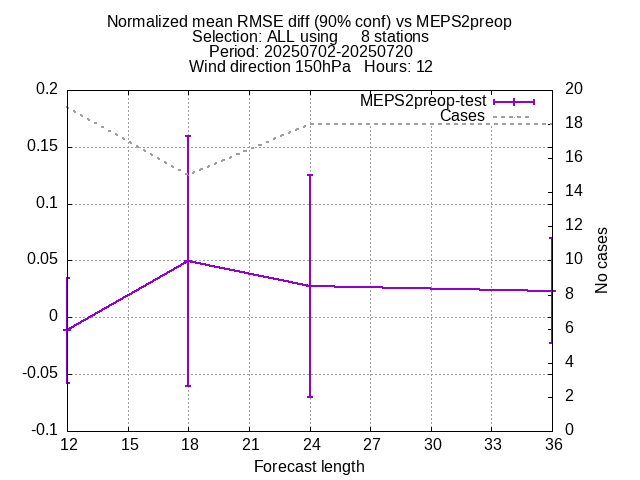 Normalized mean RMSE diff (90% conf) vs MEPS2preop
Selection: ALL using     8 stations
Period: 20250702-20250720
Wind direction 150hPa   Hours: 12
MEPS2preop-test
Cases
0.2
0.15
0.1
0.05
0
-0.05
-0.1
20
18
16
14
12
10
8
6
4
2
0
No cases
12 15 18 21 24 27 30 33 36
Forecast length